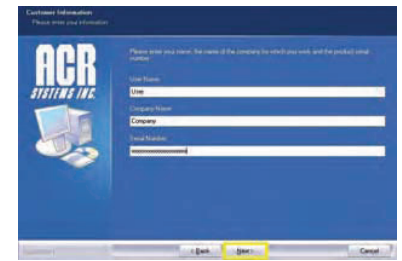 Customer Information
Please enter your information
Please enter your name, the name of the company for which you work and the product serial
number.
ACR
SYSTEMS INC.
User Name
User
Company Name
Company
Serial Number
< Back
Next >
Cancel